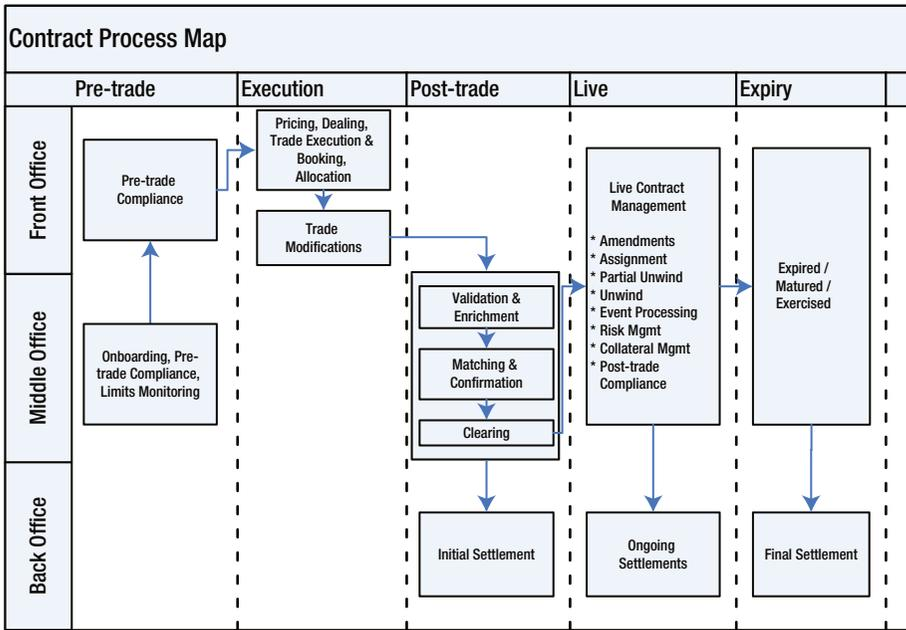 Contract Process Map
Pre-trade
Execution
Post-trade
Live
Expiry
Front Office
Middle Office
Back Office
Pre-trade
Compliance
Onboarding, Pre-
trade Compliance,
Limits Monitoring
Pricing, Dealing,
Trade Execution &
Booking,
Allocation
Trade
Modifications
Validation &
Enrichment
Matching &
Confirmation
Clearing
Initial Settlement
Live Contract
Management
* Amendments
* Assignment
* Partial Unwind
* Unwind
* Event Processing
* Risk Mgmt
* Collateral Mgmt
* Post-trade
Compliance
Ongoing
Settlements
Expired /
Matured /
Exercised
Final Settlement